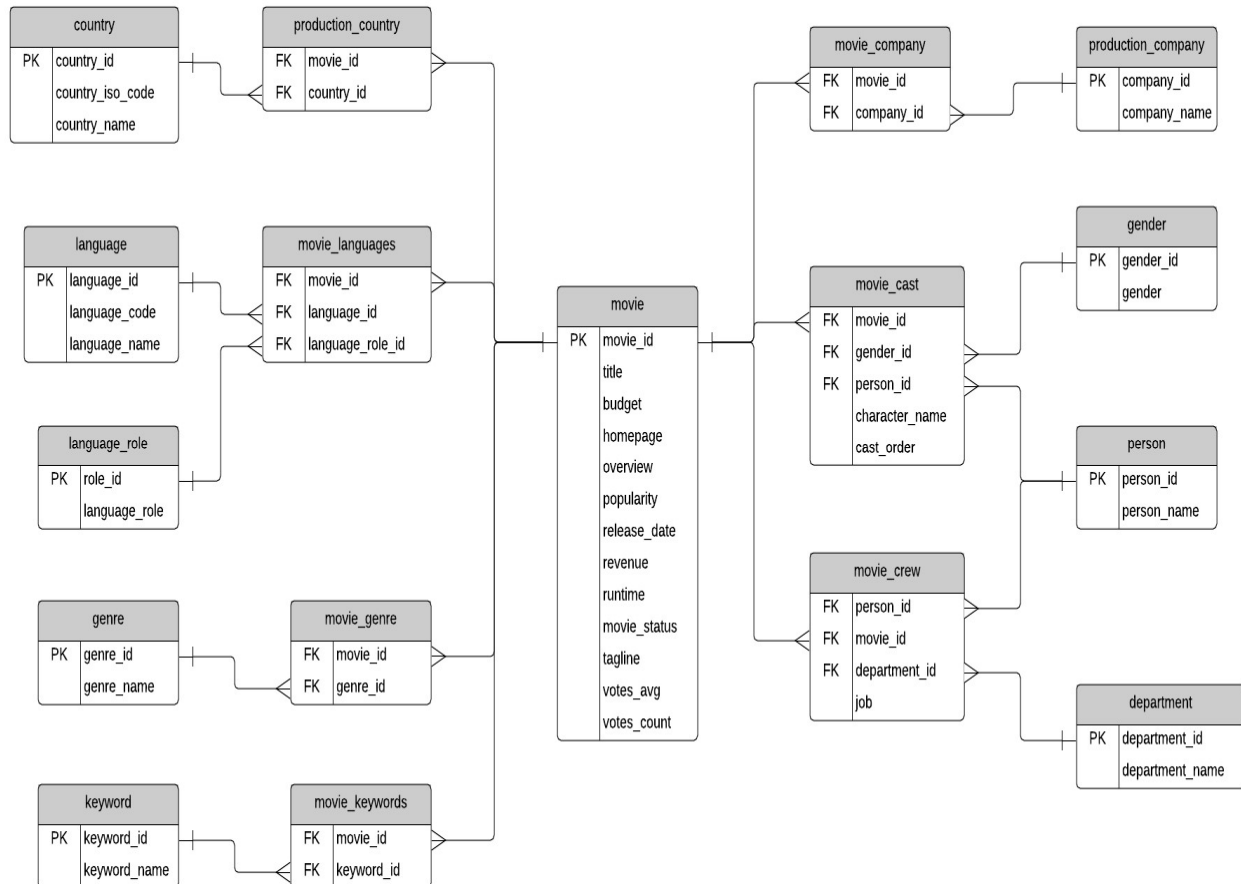 country
PK country_id
country_iso_code
country_name
production_country
FK movie_id
FK country_id
language
PK language_id
language_code
language_name
movie_languages
FK movie_id
FK language_id
FK language_role_id
language_role
PK role_id
language_role
genre
PK genre_id
genre_name
movie_genre
FK movie_id
FK genre_id
keyword
PK keyword_id
keyword_name
movie_keywords
FK movie_id
FK keyword_id
movie
PK movie_id
title
budget
homepage
overview
popularity
release_date
revenue
runtime
movie_status
tagline
votes_avg
votes_count
movie_company
FK movie_id
FK company_id
production_company
PK company_id
company_name
movie_cast
FK movie_id
FK gender_id
FK person_id
character_name
cast_order
gender
PK gender_id
gender
person
PK person_id
person_name
movie_crew
FK person_id
FK movie_id
FK department_id
job
department
PK department_id
department_name